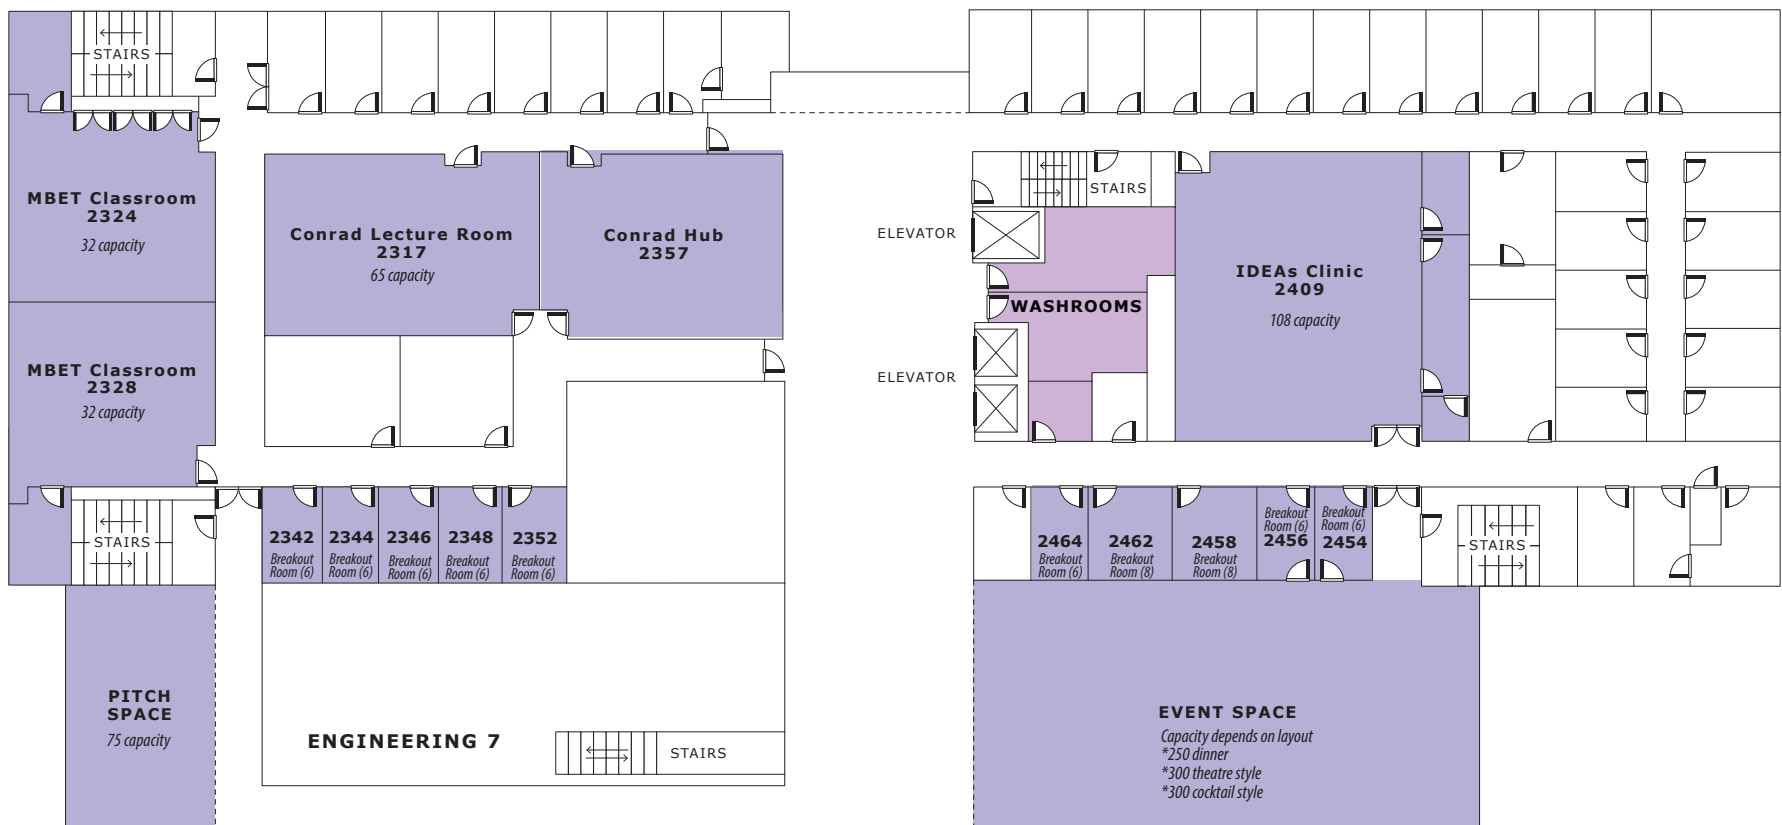 STAIRS
MBET Classroom
2324
32 capacity
Conrad Lecture Room
2317
65 capacity
Conrad Hub
2357
MBET Classroom
2328
32 capacity
STAIRS
2342
Breakout
Room (6)
2344
Breakout
Room (6)
2346
Breakout
Room (6)
2348
Breakout
Room (6)
2352
Breakout
Room (6)
PITCH
SPACE
75 capacity
ENGINEERING 7
STAIRS
STAIRS
ELEVATOR
WASHROOMS
ELEVATOR
IDEAs Clinic
2409
108 capacity
2464
Breakout
Room (6)
2462
Breakout
Room (8)
2458
Breakout
Room (8)
Breakout
Room (6)
2456
Breakout
Room (6)
2454
STAIRS
EVENT SPACE
Capacity depends on layout
*250 dinner
*300 theatre style
*300 cocktail style